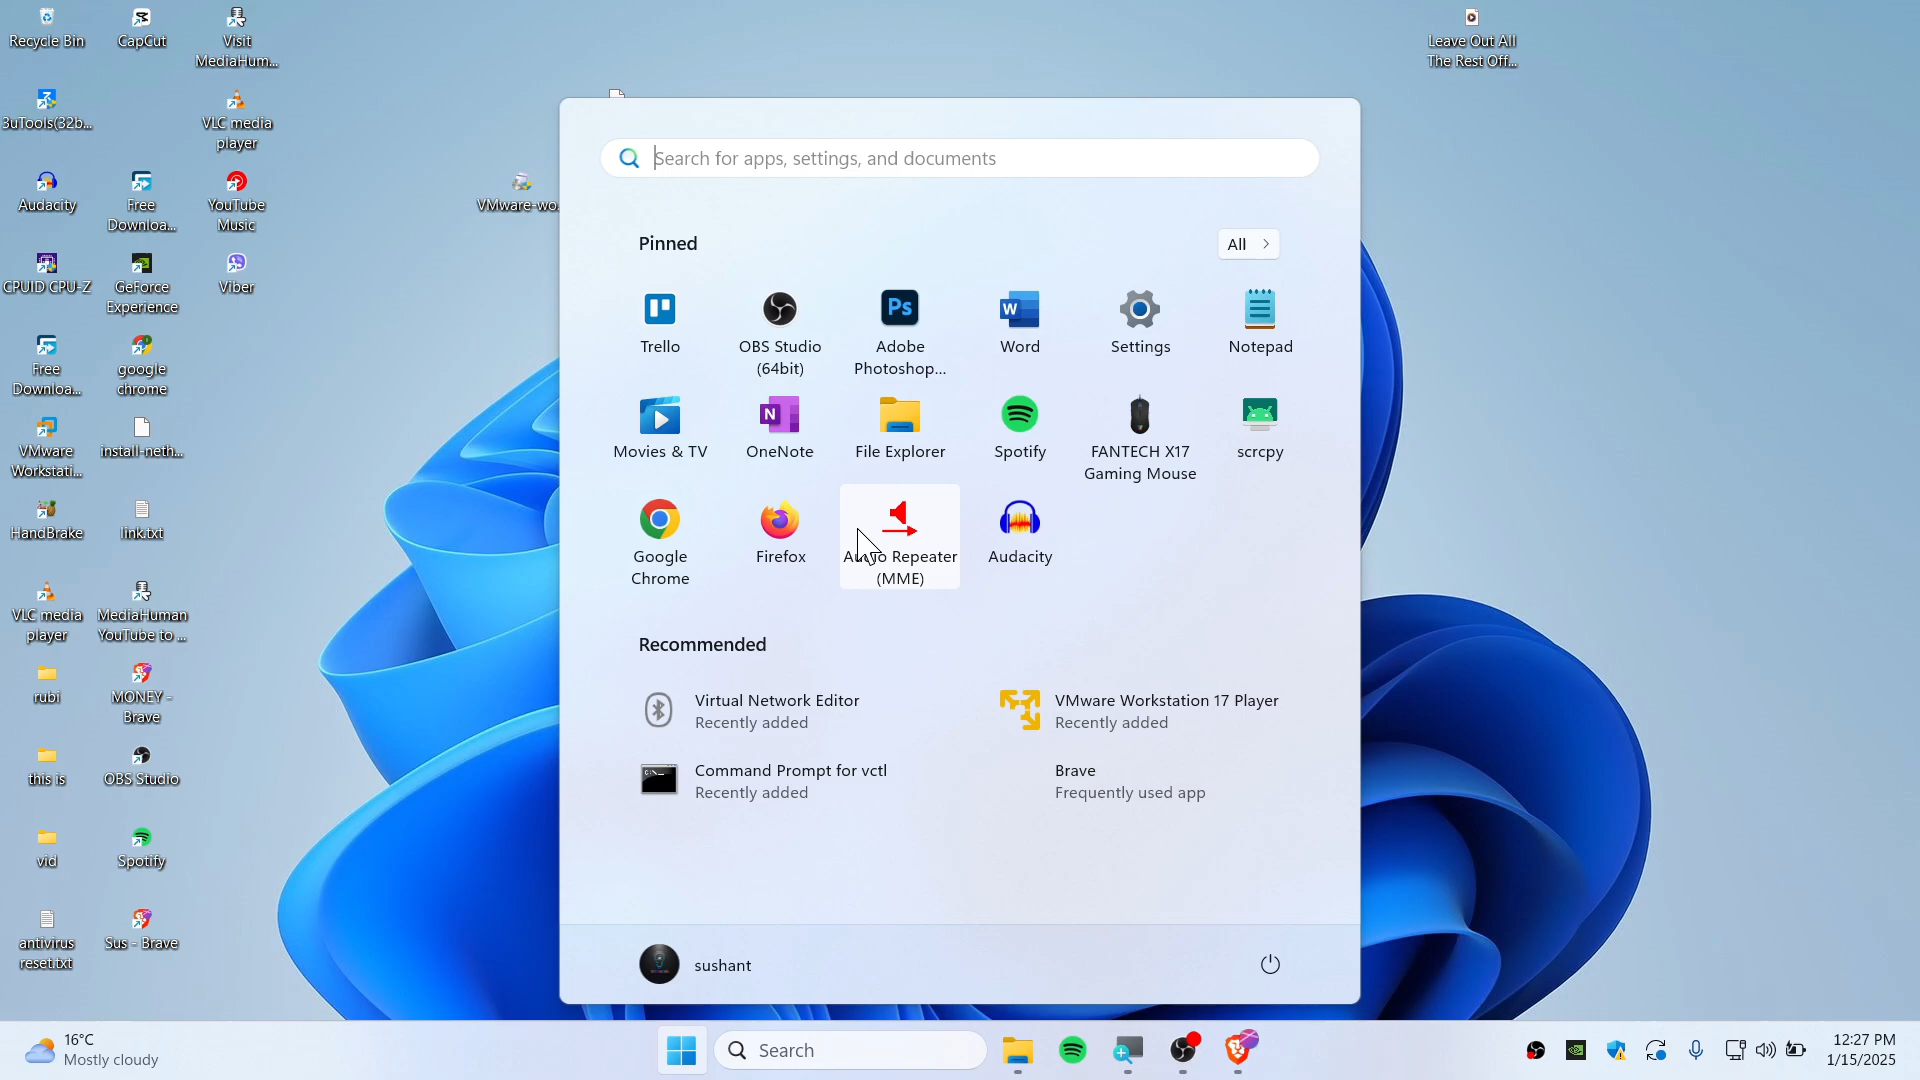 Recycle Bin
CapCut
Visit
MediaHum...
Leave Out All
The Rest Off...
3uTools(32b...
VLC media
player
Audacity
Free
Downloa...
YouTube
Music
VMware-wo...
CPUID CPU-Z
GeForce
Experience
Viber
Free
Downloa...
google
chrome
VMware
Workstati...
install-neth...
HandBrake
link.txt
VLC media
player
MediaHuman
YouTube to ...
rubi
MONEY -
Brave
this is
OBS Studio
vid
Spotify
antivirus
reset.txt
Sus - Brave
Search for apps, settings, and documents
Pinned
All
Trello
OBS Studio
(64bit)
Adobe
Photoshop...
Word
Settings
Notepad
Movies & TV
OneNote
File Explorer
Spotify
FANTECH X17
Gaming Mouse
scrcpy
Google
Chrome
Firefox
Audio Repeater
(MME)
Audacity
Recommended
Virtual Network Editor
Recently added
VMware Workstation 17 Player
Recently added
Command Prompt for vctl
Recently added
Brave
Frequently used app
sushant
16°C
Mostly cloudy
Search
12:27 PM
1/15/2025